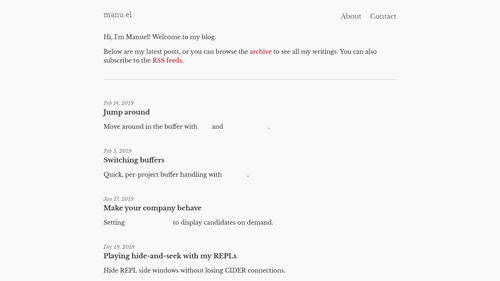 manu.el
About
Contact
Hi, I'm Manuel! Welcome to my blog.
Below are my latest posts, or you can browse the archive to see all my writings. You can also
subscribe to the RSS feeds.
Feb 14, 2019
Jump around
Move around in the buffer with and .
Feb 5, 2019
Switching buffers
Quick, per-project buffer handling with .
Jan 17, 2019
Make your company behave
Setting to display candidates on demand.
Dec 19, 2018
Playing hide-and-seek with my REPLs
Hide REPL side windows without losing CIDER connections.